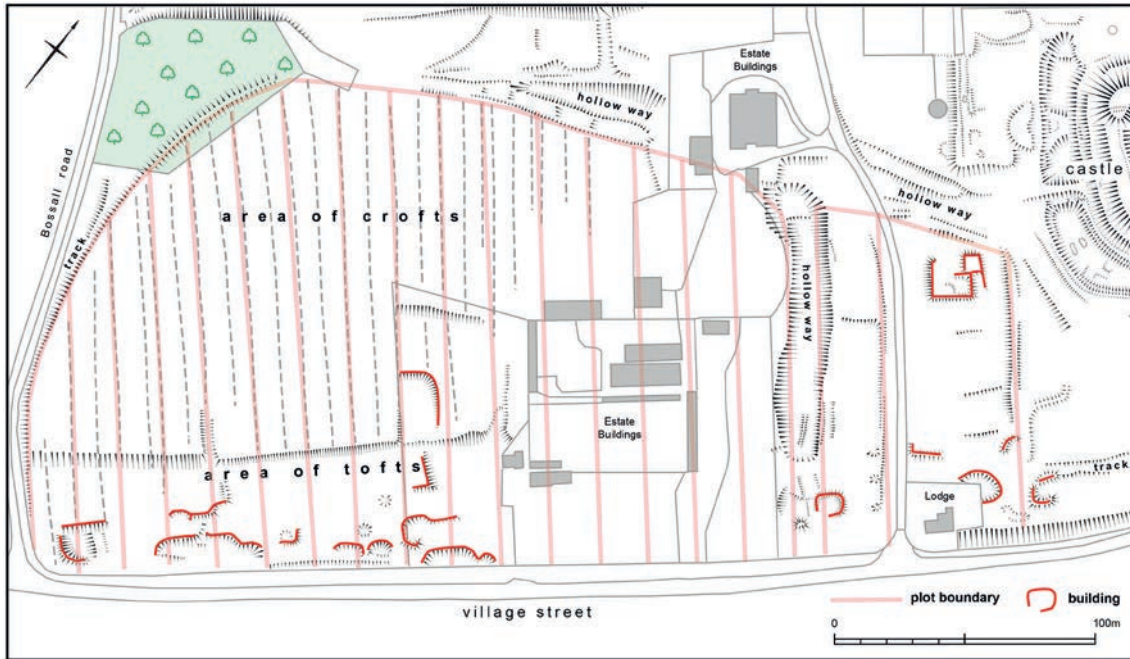 Estate
Buildings
hollow way
castle
hollow way
Bossall road
track
area of crofts
hollow way
Estate
Buildings
area of tofts
track
Lodge
village street
plot boundary
building
0
100m